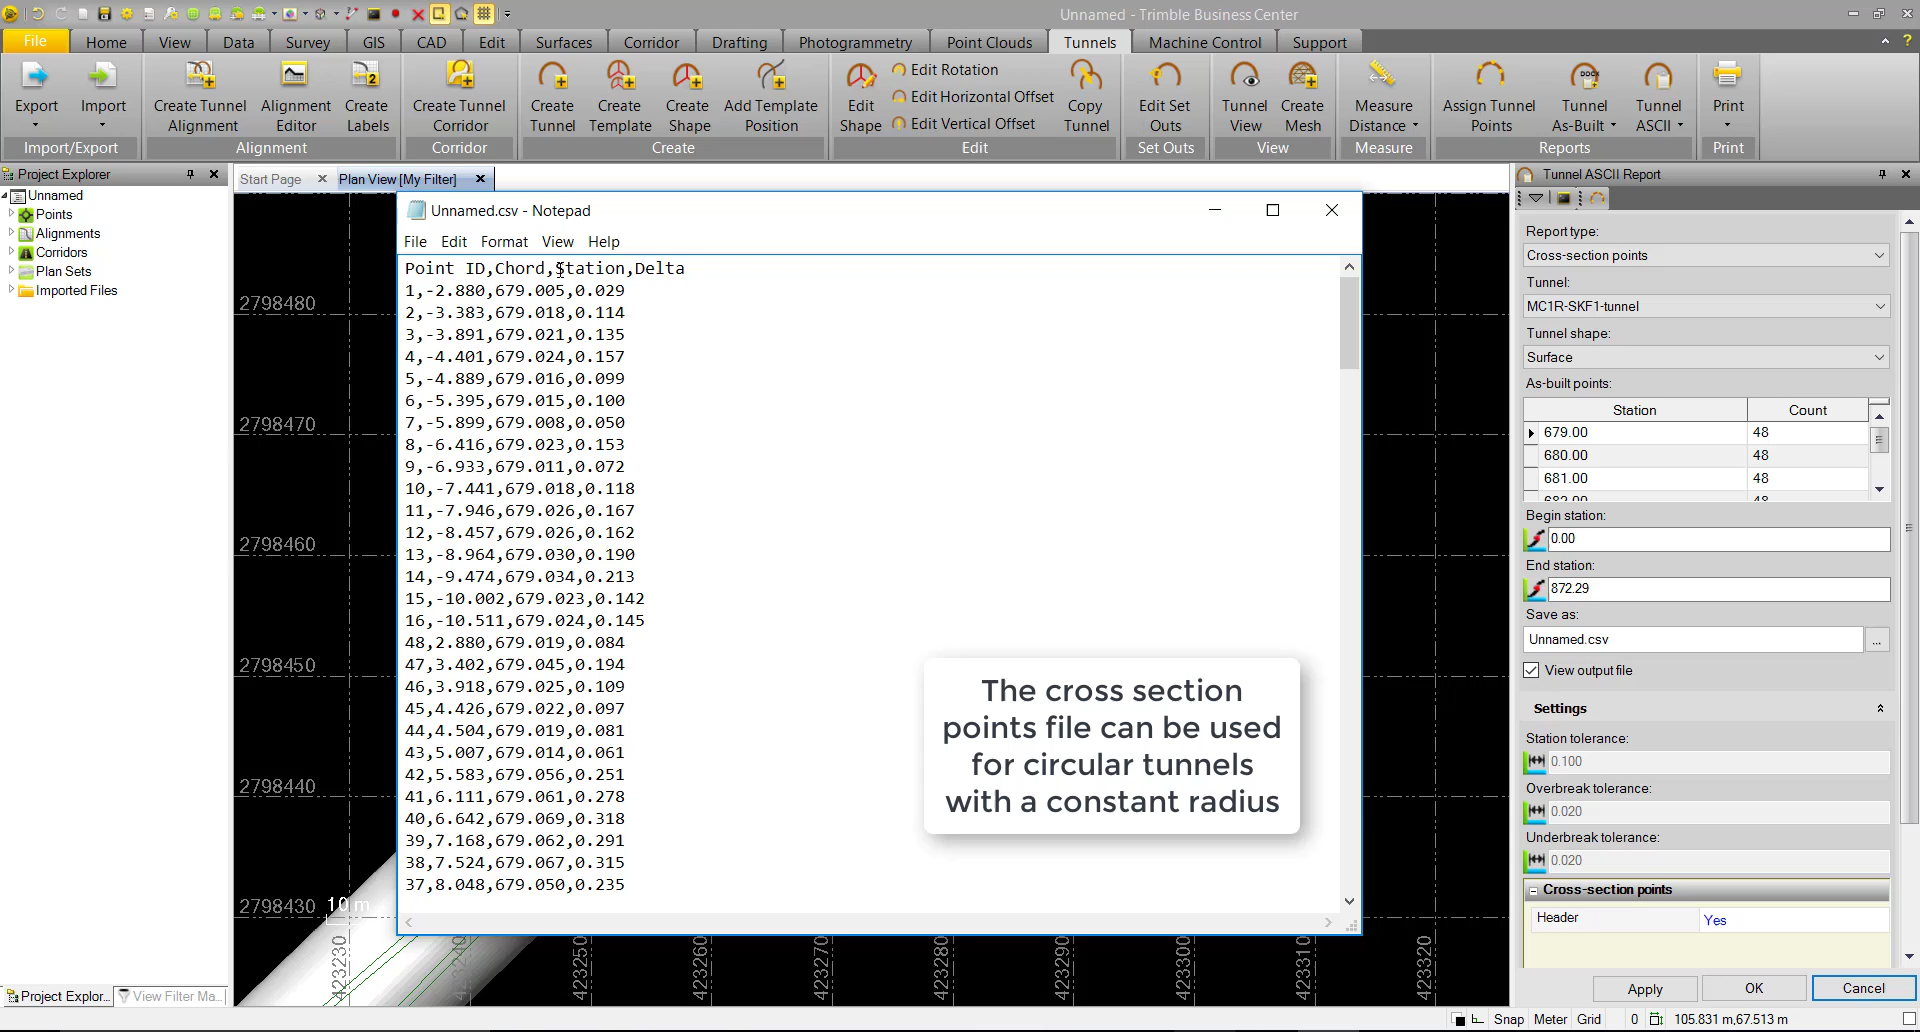 Unnamed - Trimble Business Center
File
Home
View
Data
Survey
GIS
CAD
Edit
Surfaces
Corridor
Drafting
Photogrammetry
Point Clouds
Tunnels
Machine Control
Support
Export
Import
Create Tunnel
Alignment
Alignment
Editor
Create
Labels
Create Tunnel
Corridor
Create
Tunnel
Create
Template
Create
Shape
Add Template
Position
Edit
Shape
Edit Rotation
Edit Horizontal Offset
Edit Vertical Offset
Copy
Tunnel
Edit Set
Outs
Tunnel
View
Create
Mesh
Measure
Distance
Assign Tunnel
Points
Tunnel
As-Built
Tunnel
ASCII
Print
Import/Export
Alignment
Corridor
Create
Edit
Set Outs
View
Measure
Reports
Print
Project Explorer
Unnamed
Points
Alignments
Corridors
Plan Sets
Imported Files
Project Explor...
View Filter Ma...
Start Page
Plan View [My Filter]
2798480
2798470
2798460
2798450
2798440
2798430
10 m
423230
423240
423250
423260
423270
423280
423290
423300
423310
423320
Unnamed.csv - Notepad
File Edit Format View Help
Point ID,Chord,Station,Delta
1,-2.880,679.005,0.029
2,-3.383,679.018,0.114
3,-3.891,679.021,0.135
4,-4.401,679.024,0.157
5,-4.889,679.016,0.099
6,-5.395,679.015,0.100
7,-5.899,679.008,0.050
8,-6.416,679.023,0.153
9,-6.933,679.011,0.072
10,-7.441,679.018,0.118
11,-7.946,679.026,0.167
12,-8.457,679.026,0.162
13,-8.964,679.030,0.190
14,-9.474,679.034,0.213
15,-10.002,679.023,0.142
16,-10.511,679.024,0.145
48,2.880,679.019,0.084
47,3.402,679.045,0.194
46,3.918,679.025,0.109
45,4.426,679.022,0.097
44,4.504,679.019,0.081
43,5.007,679.014,0.061
42,5.583,679.056,0.251
41,6.111,679.061,0.278
40,6.642,679.069,0.318
39,7.168,679.062,0.291
38,7.524,679.067,0.315
37,8.048,679.050,0.235
The cross section
points file can be used
for circular tunnels
with a constant radius
Tunnel ASCII Report
Report type:
Cross-section points
Tunnel:
MC1R-SKF1-tunnel
Tunnel shape:
Surface
As-built points:
Station Count
679.00 48
680.00 48
681.00 48
682.00 48
Begin station:
0.00
End station:
872.29
Save as:
Unnamed.csv
...
View output file
Settings
Station tolerance:
0.100
Overbreak tolerance:
0.020
Underbreak tolerance:
0.020
Cross-section points
Header Yes
Apply
OK
Cancel
Snap Meter Grid 0 105.831 m,67.513 m